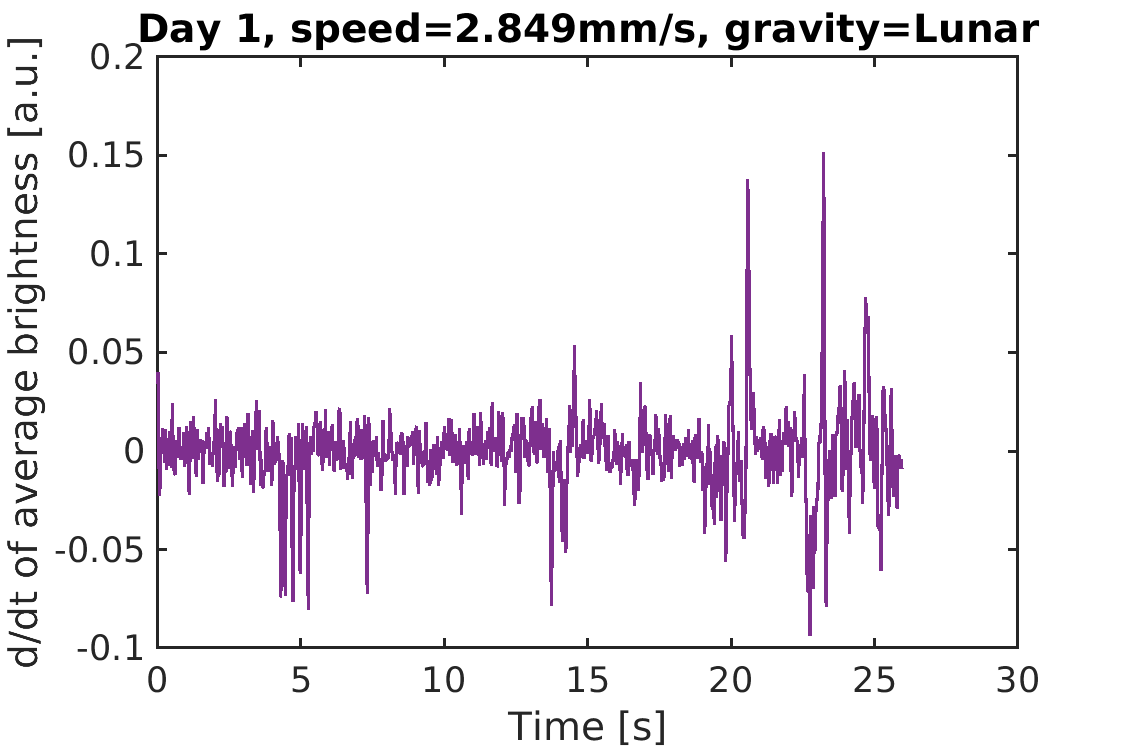 Day 1, speed=2.849mm/s, gravity=Lunar
d/dt of average brightness [a.u.]
0.2
0.15
0.1
0.05
0
-0.05
-0.1
0 5 10 15 20 25 30
Time [s]